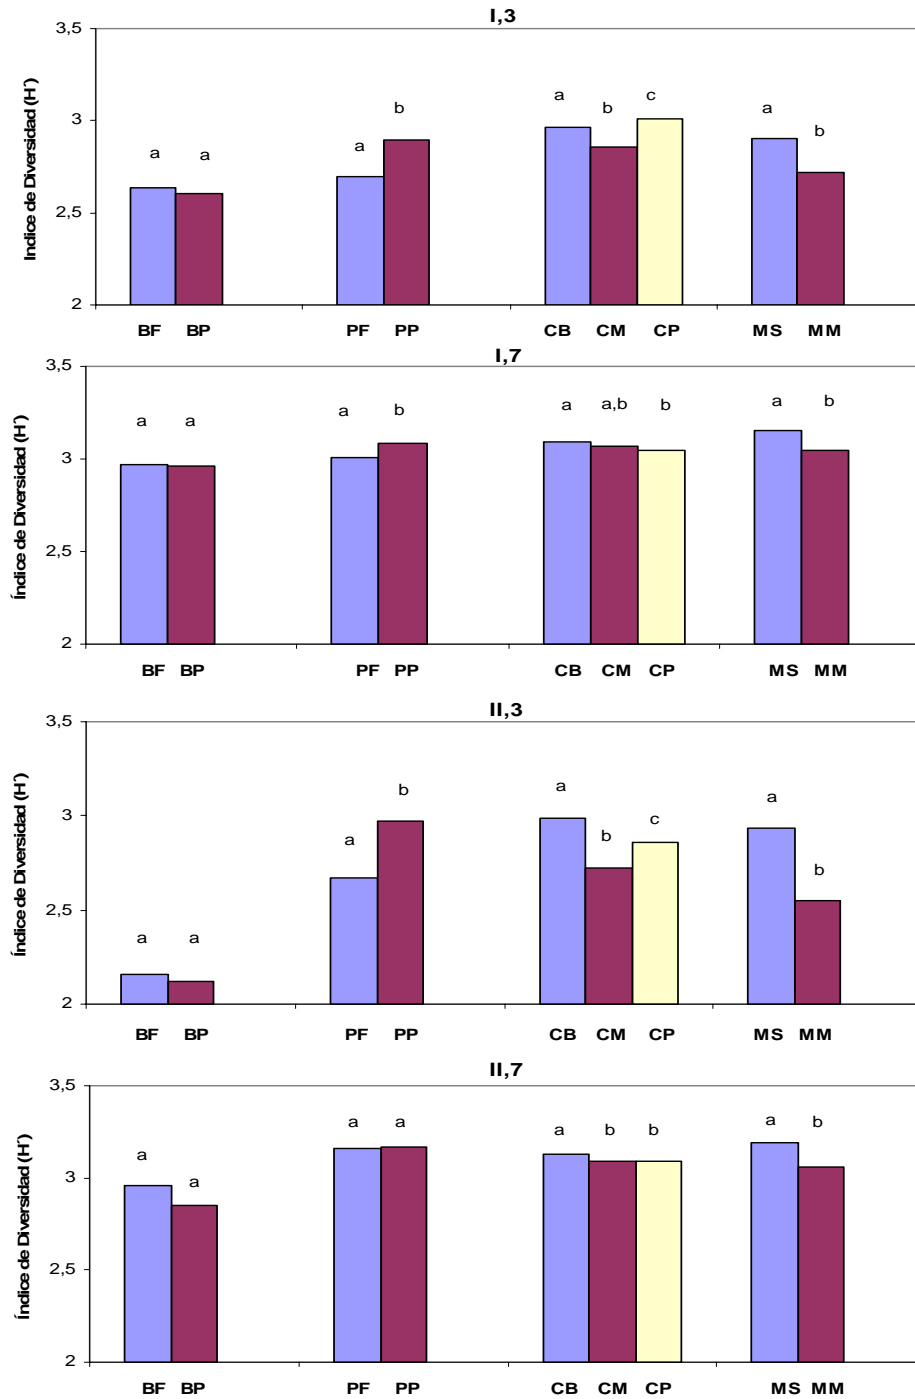 I,3
Indice de Diversidad (H´)
3,5
3
2,5
2
a a a b a b c a b
BF BP PF PP CB CM CP MS MM
I,7
Índice de Diversidad (H´)
3,5
3
2,5
2
a a a b a a,b b a b
BF BP PF PP CB CM CP MS MM
II,3
Índice de Diversidad (H´)
3,5
3
2,5
2
a a a b a b c a b
BF BP PF PP CB CM CP MS MM
II,7
Índice de Diversidad (H´)
3,5
3
2,5
2
a a a a a b b a b
BF BP PF PP CB CM CP MS MM